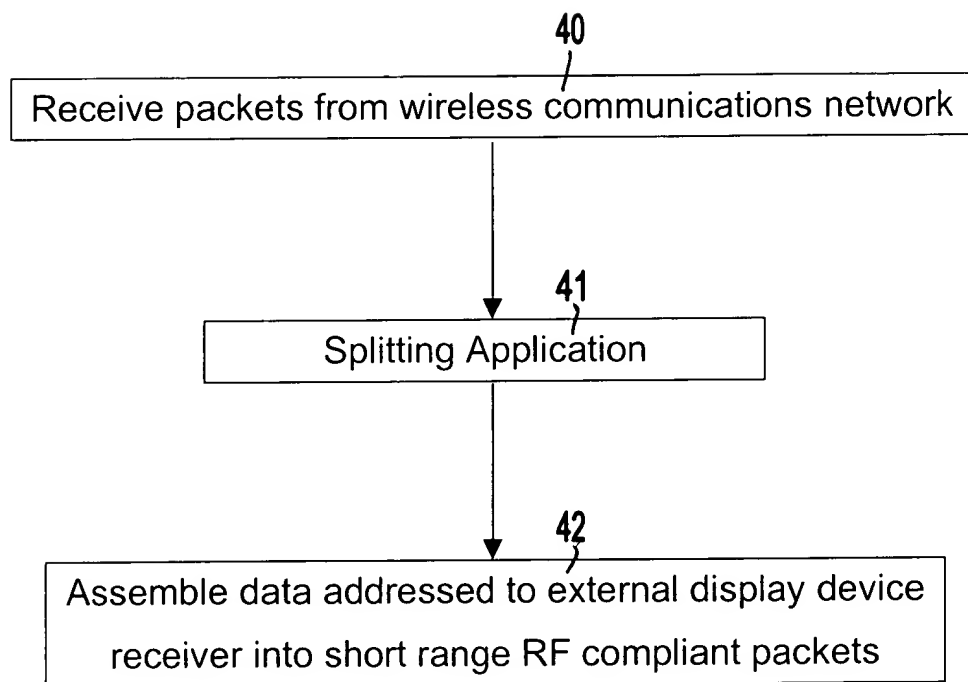 40
Receive packets from wireless communications network
41
Splitting Application
42
Assemble data addressed to external display device
receiver into short range RF compliant packets